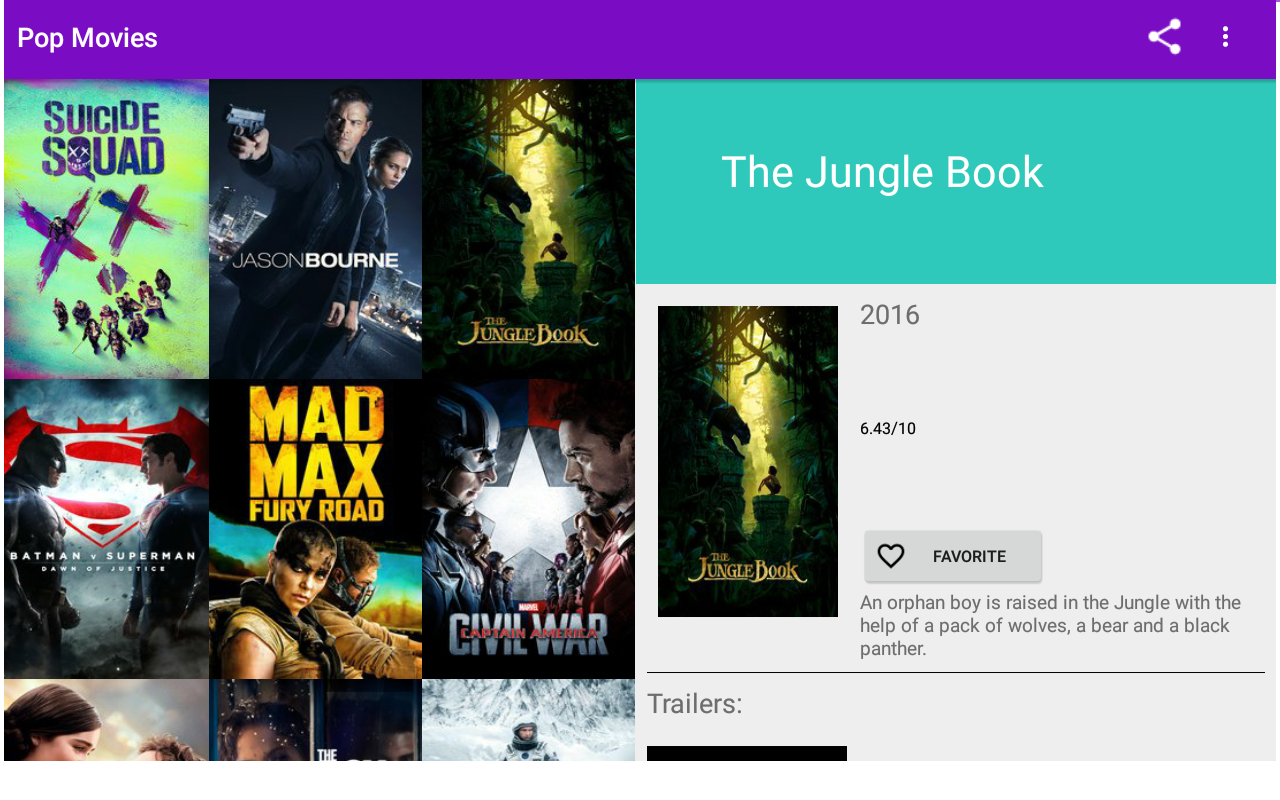 Pop Movies
SUICIDE
SQUAD
JASON BOURNE
THE
JUNGLE BOOK
BATMAN v SUPERMAN
DAWN OF JUSTICE
MAD
MAX
FURY ROAD
MARVEL
CAPTAIN AMERICA
CIVIL WAR
THE
The Jungle Book
THE
JUNGLE BOOK
2016
6.43/10
FAVORITE
An orphan boy is raised in the Jungle with the
help of a pack of wolves, a bear and a black
panther.
Trailers: